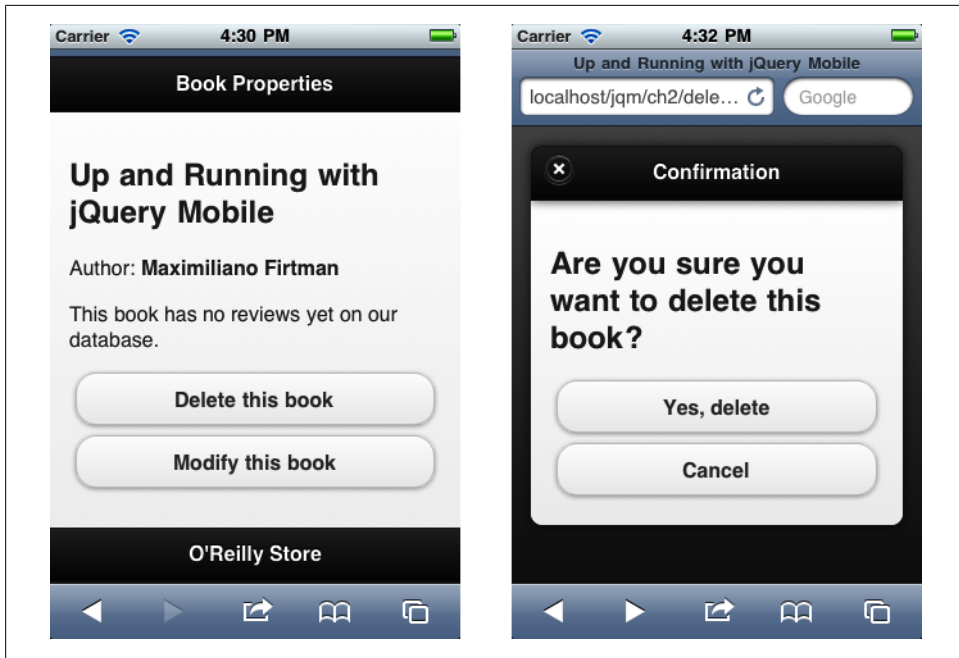 Carrier 4:30 PM
Book Properties
Up and Running with
jQuery Mobile
Author: Maximiliano Firtman
This book has no reviews yet on our
database.
Delete this book
Modify this book
O'Reilly Store
Carrier 4:32 PM
Up and Running with jQuery Mobile
localhost/jqm/ch2/dele... Google
Confirmation
Are you sure you
want to delete this
book?
Yes, delete
Cancel